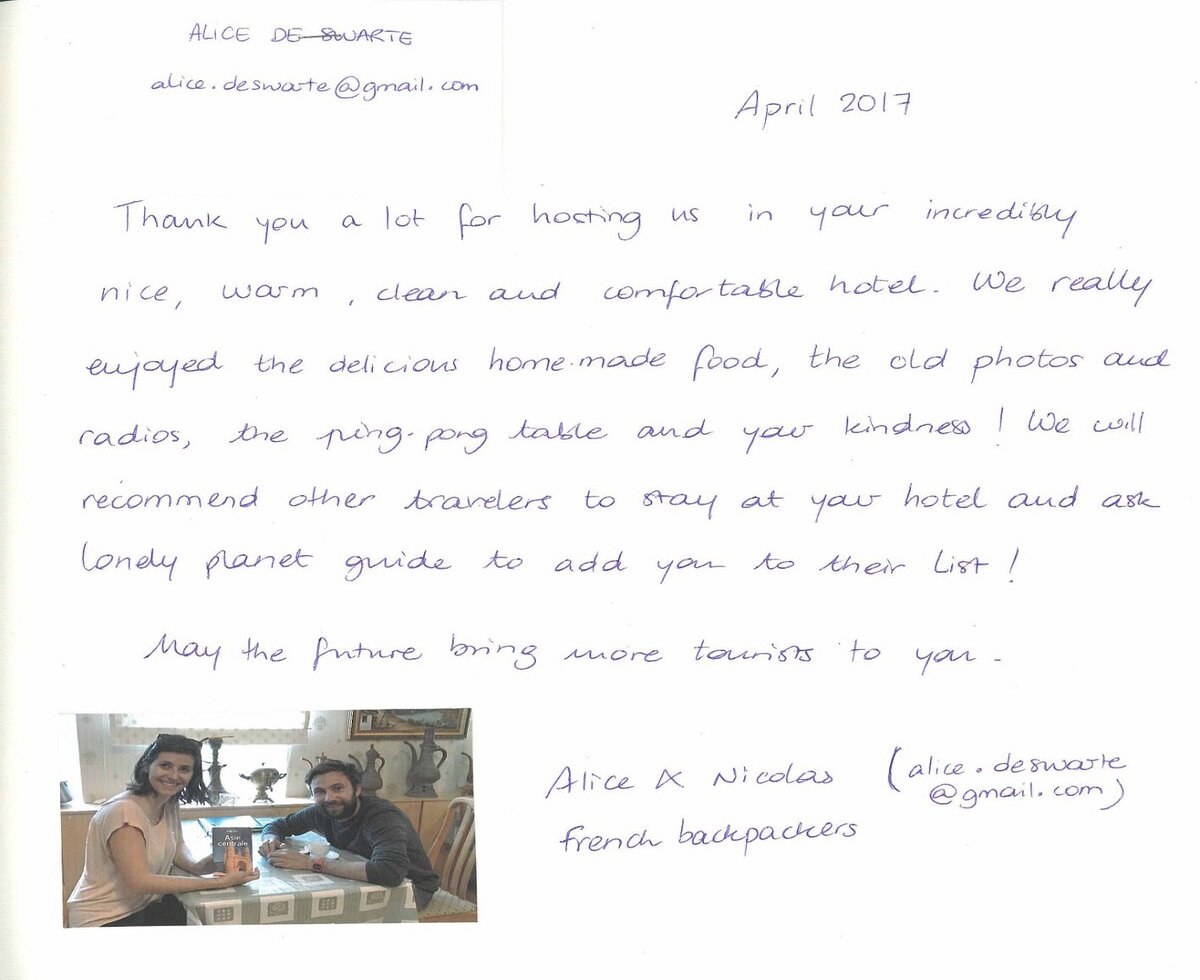 ALICE DE SWARTE
alice.deswarte@gmail.com
April 2017
Thank you a lot for hosting us in your incredibly
nice, warm, clean and comfortable hotel. We really
enjoyed the delicious home-made food, the old photos and
radios, the ping-pong table and your kindness! We will
recommend other travelers to stay at your hotel and ask
lonely planet guide to add you to their list!
May the future bring more tourists to you.
Alice & Nicolas (alice.deswarte
@gmail.com)
french backpackers
Asie
centrale